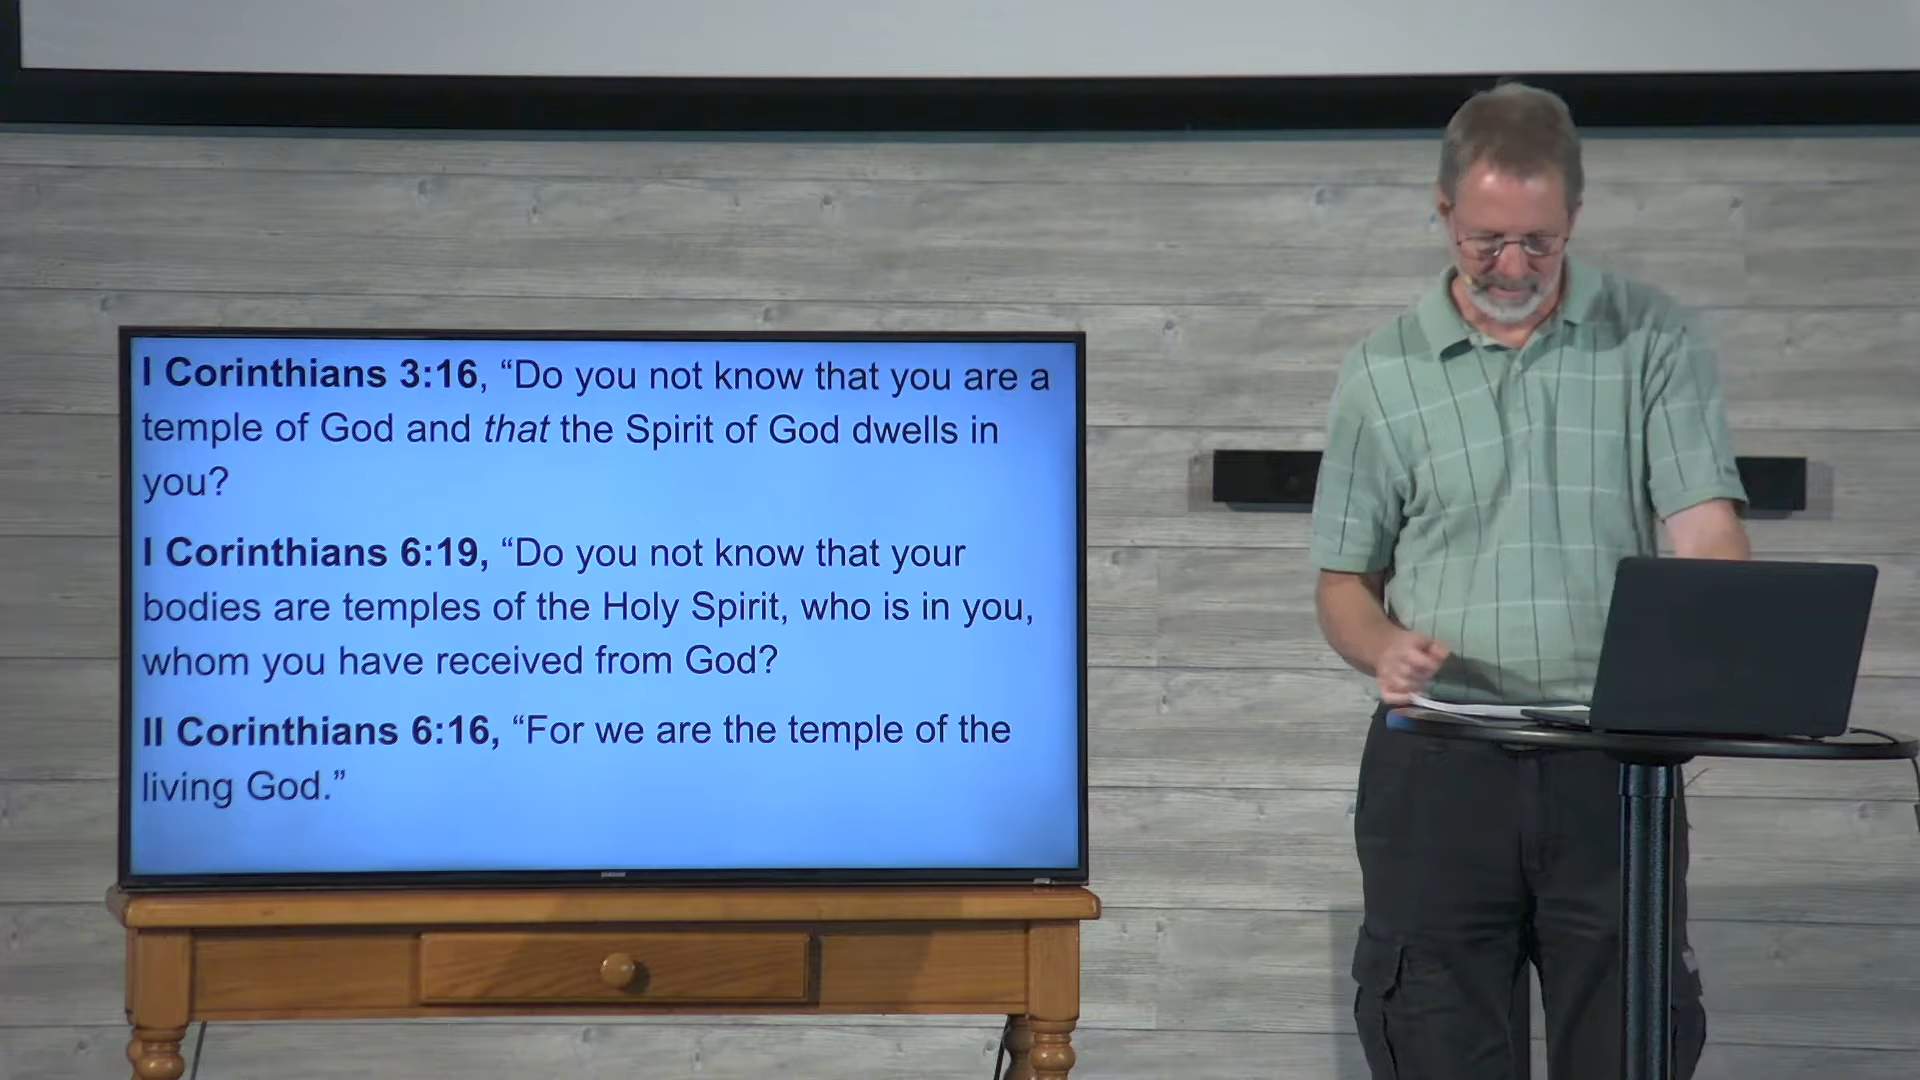 I Corinthians 3:16, “Do you not know that you are a
temple of God and that the Spirit of God dwells in
you?
I Corinthians 6:19, “Do you not know that your
bodies are temples of the Holy Spirit, who is in you,
whom you have received from God?
II Corinthians 6:16, “For we are the temple of the
living God.”
SAMSUNG